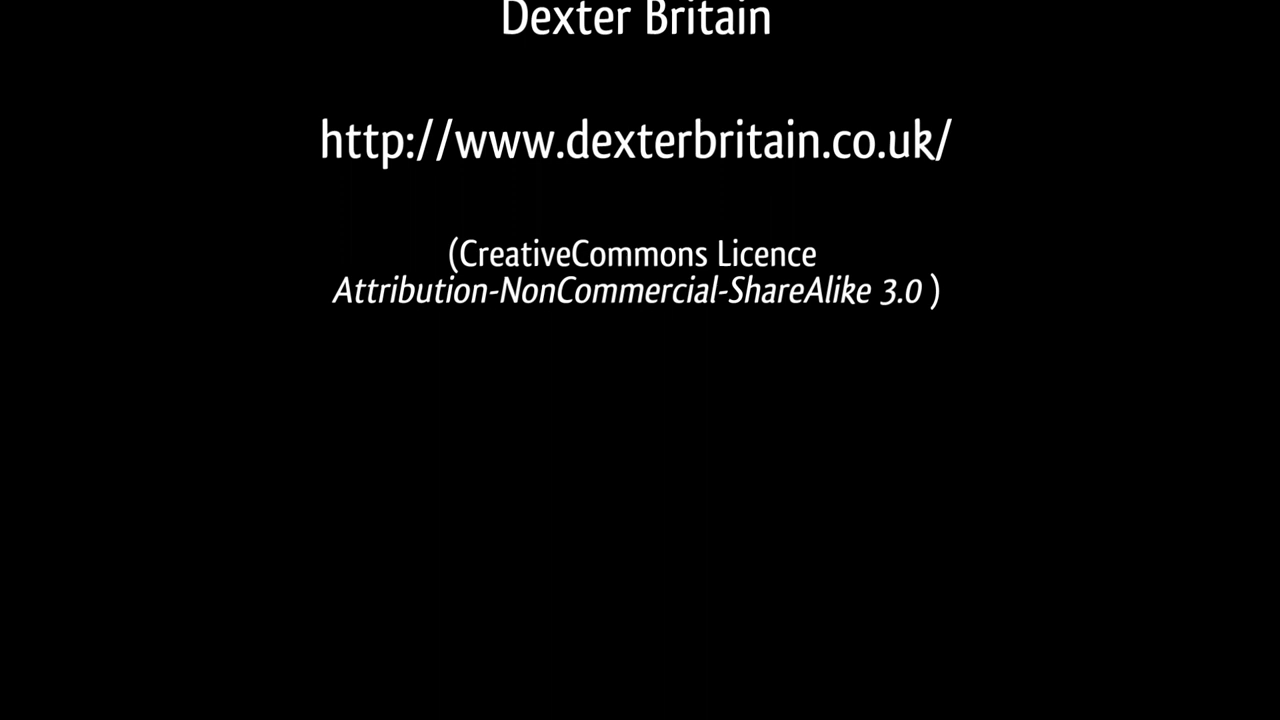 Dexter Britain
http://www.dexterbritain.co.uk/
(CreativeCommons Licence
Attribution-NonCommercial-ShareAlike 3.0 )